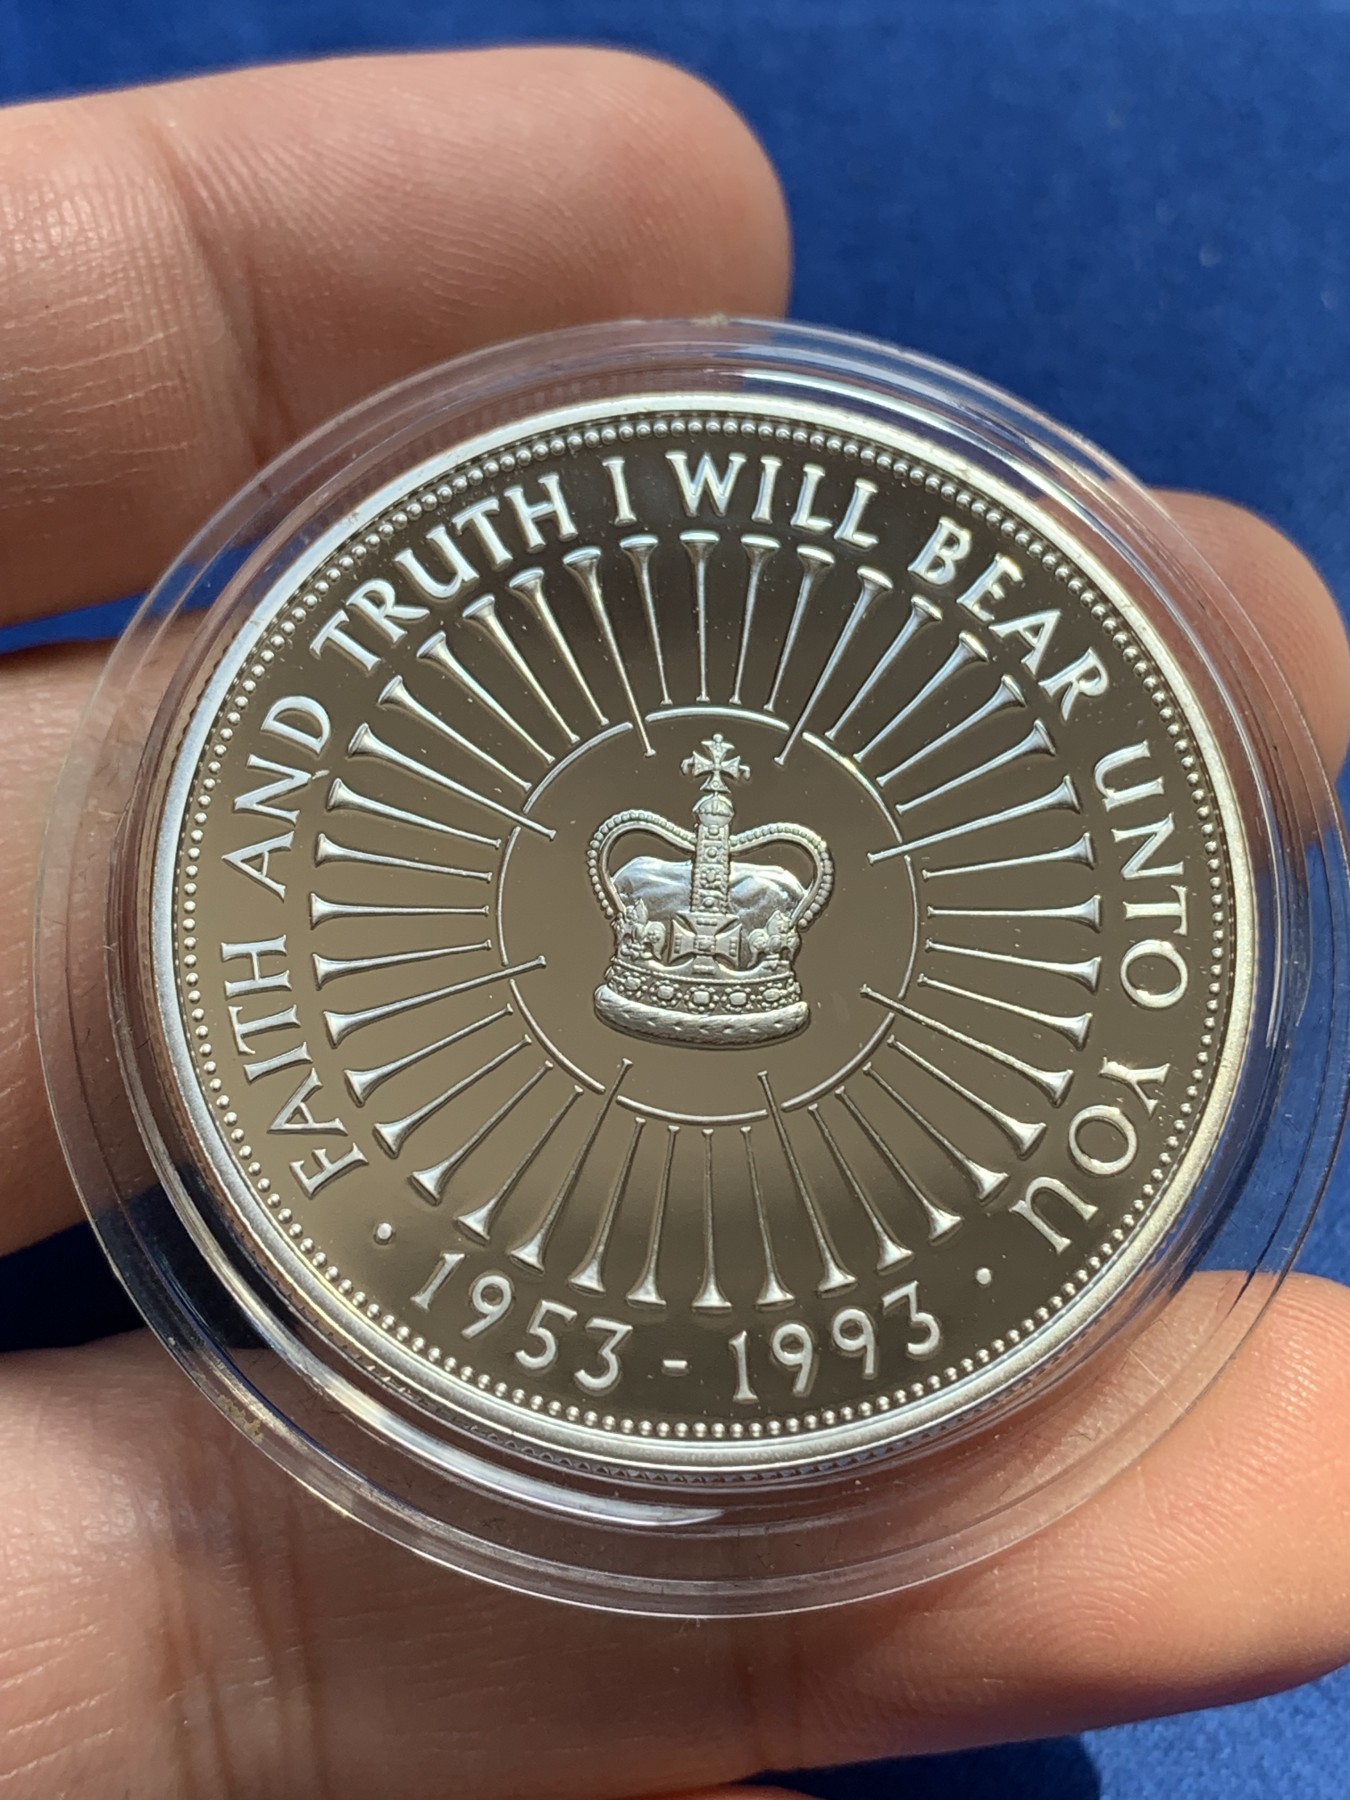 FAITH AND TRUTH I WILL BEAR UNTO YOU
· 1953 - 1993 ·